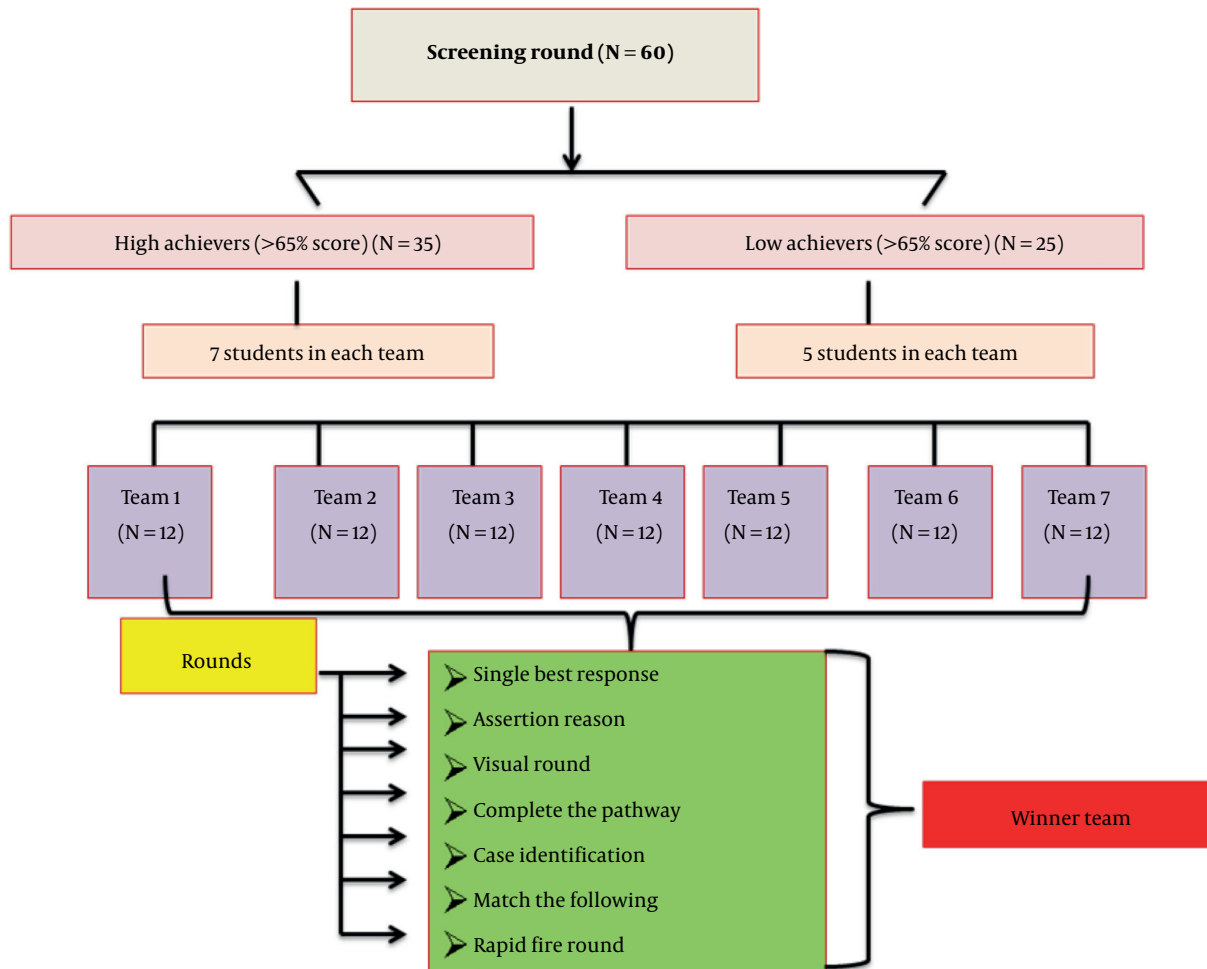 Screening round (N = 60)
High achievers (>65% score) (N = 35)
Low achievers (>65% score) (N = 25)
7 students in each team
5 students in each team
Team 1
(N = 12)
Team 2
(N = 12)
Team 3
(N = 12)
Team 4
(N = 12)
Team 5
(N = 12)
Team 6
(N = 12)
Team 7
(N = 12)
Rounds
Single best response
Assertion reason
Visual round
Complete the pathway
Case identification
Match the following
Rapid fire round
Winner team